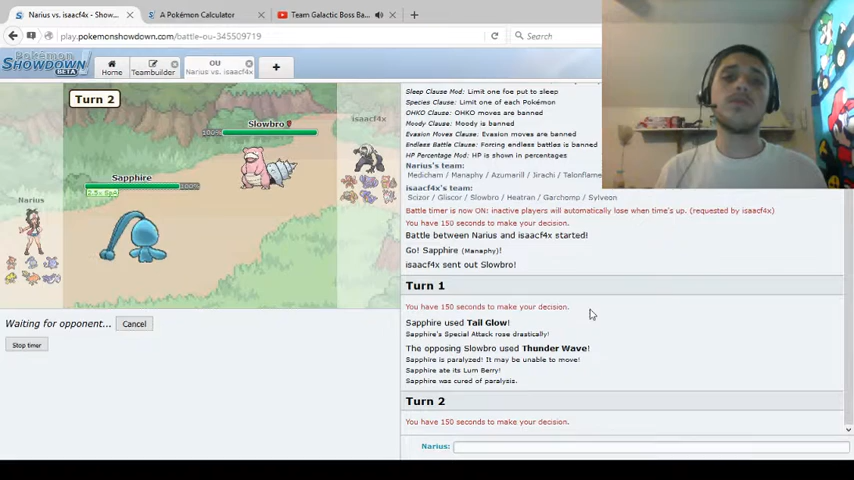 Narius vs. isaacf4x - Show...
A Pokémon Calculator
Team Galactic Boss Ba...
play.pokemonshowdown.com/battle-ou-345509719
Search
Pokémon
SHOWDOWN
BETA
Home
Teambuilder
OU
Narius vs. isaacf4x
Turn 2
Slowbro
100%
isaacf4x
Sapphire
100%
2.5x SpA
Narius
Waiting for opponent...
Cancel
Stop timer
Sleep Clause Mod: Limit one foe put to sleep
Species Clause: Limit one of each Pokémon
OHKO Clause: OHKO moves are banned
Moody Clause: Moody is banned
Evasion Moves Clause: Evasion moves are banned
Endless Battle Clause: Forcing endless battles is banned
HP Percentage Mod: HP is shown in percentages
Narius's team:
Medicham / Manaphy / Azumarill / Jirachi / Talonflame
isaacf4x's team:
Scizor / Gliscor / Slowbro / Heatran / Garchomp / Sylveon
Battle timer is now ON: inactive players will automatically lose when time's up. (requested by isaacf4x)
You have 150 seconds to make your decision.
Battle between Narius and isaacf4x started!
Go! Sapphire (Manaphy)!
isaacf4x sent out Slowbro!
Turn 1
You have 150 seconds to make your decision.
Sapphire used Tail Glow!
Sapphire's Special Attack rose drastically!
The opposing Slowbro used Thunder Wave!
Sapphire is paralyzed! It may be unable to move!
Sapphire ate its Lum Berry!
Sapphire was cured of paralysis.
Turn 2
You have 150 seconds to make your decision.
Narius: